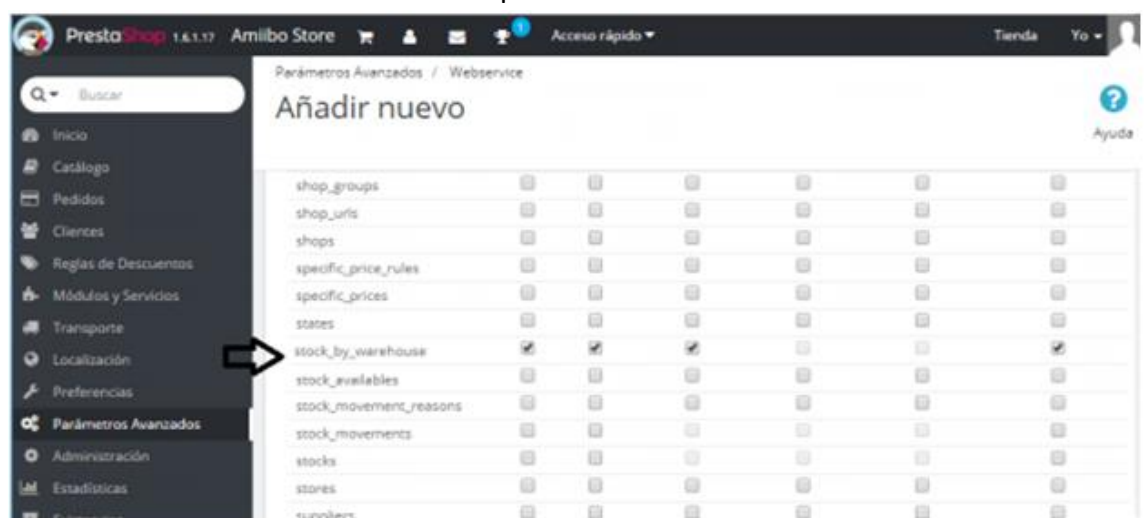 PrestaShop 1.6.1.17 Amiibo Store 1 Acceso rápido Tienda Yo
Buscar
Inicio
Catálogo
Pedidos
Clientes
Reglas de Descuentos
Módulos y Servicios
Transporte
Localización
Preferencias
Parámetros Avanzados
Administración
Estadísticas
Parámetros Avanzados / Webservice
Añadir nuevo
Ayuda
shop_groups
shop_urls
shops
specific_price_rules
specific_prices
states
stock_by_warehouse
stock_availables
stock_movement_reasons
stock_movements
stocks
stores
suppliers